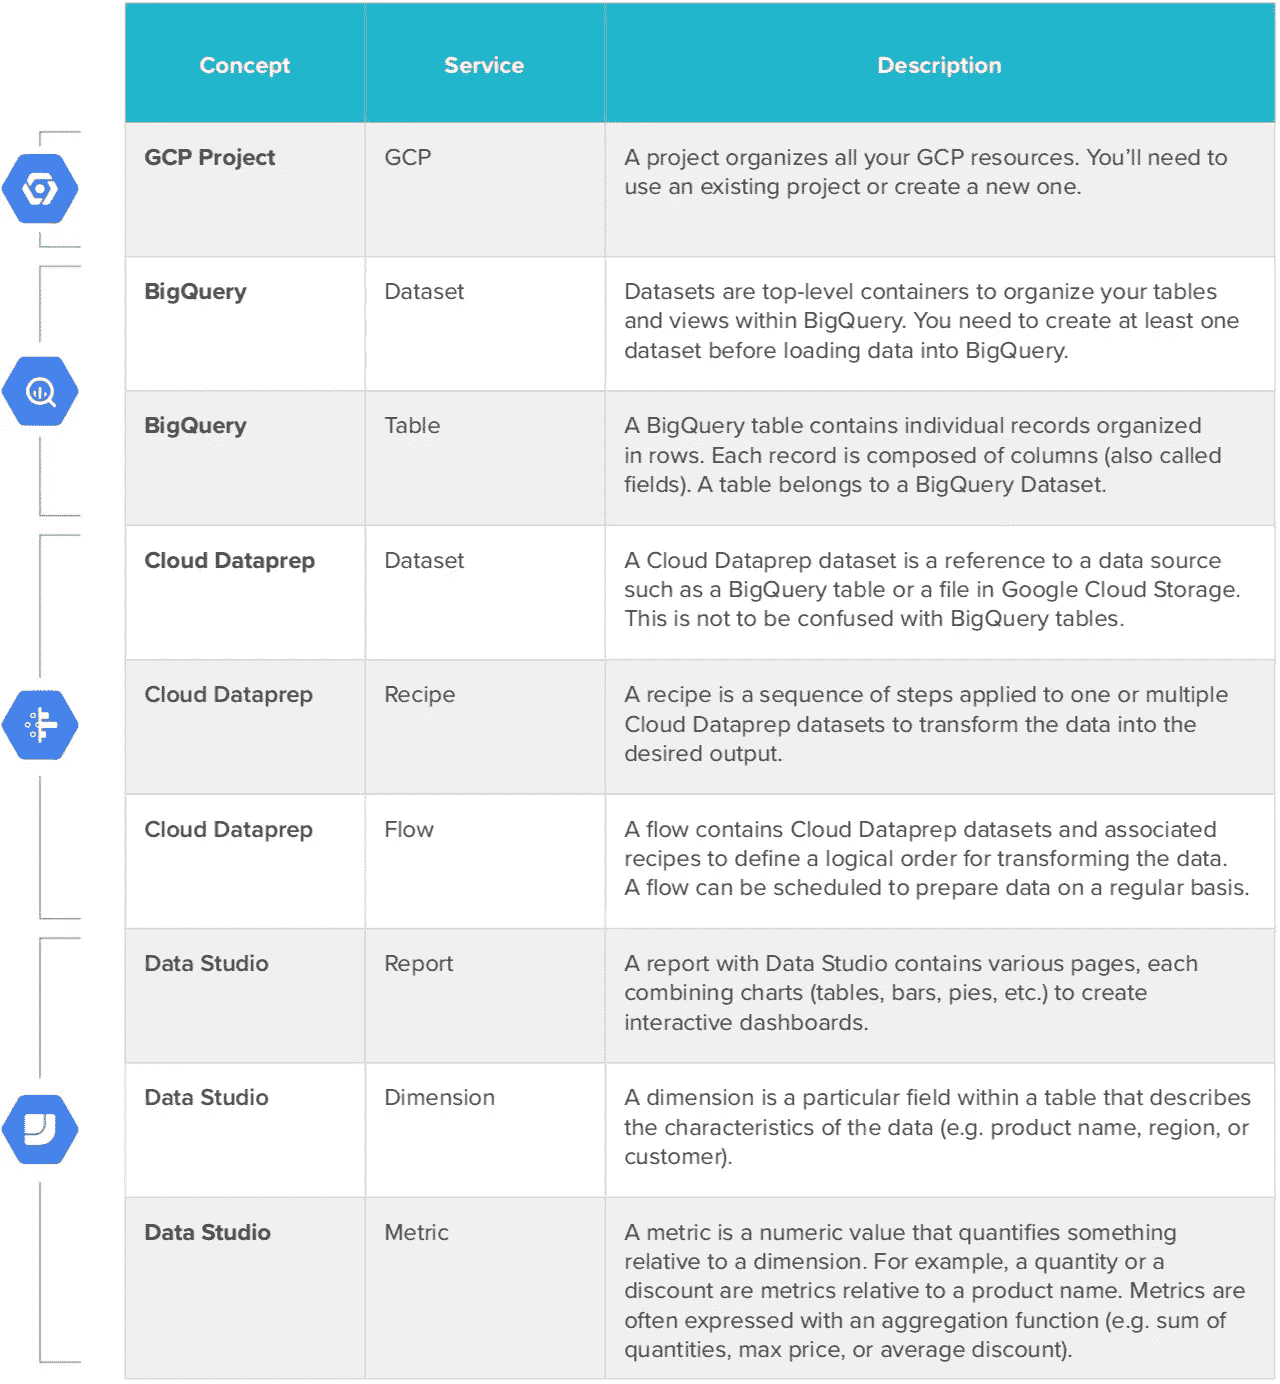 Concept Service Description
GCP Project GCP A project organizes all your GCP resources. You’ll need to
use an existing project or create a new one.
BigQuery Dataset Datasets are top-level containers to organize your tables
and views within BigQuery. You need to create at least one
dataset before loading data into BigQuery.
BigQuery Table A BigQuery table contains individual records organized
in rows. Each record is composed of columns (also called
fields). A table belongs to a BigQuery Dataset.
Cloud Dataprep Dataset A Cloud Dataprep dataset is a reference to a data source
such as a BigQuery table or a file in Google Cloud Storage.
This is not to be confused with BigQuery tables.
Cloud Dataprep Recipe A recipe is a sequence of steps applied to one or multiple
Cloud Dataprep datasets to transform the data into the
desired output.
Cloud Dataprep Flow A flow contains Cloud Dataprep datasets and associated
recipes to define a logical order for transforming the data.
A flow can be scheduled to prepare data on a regular basis.
Data Studio Report A report with Data Studio contains various pages, each
combining charts (tables, bars, pies, etc.) to create
interactive dashboards.
Data Studio Dimension A dimension is a particular field within a table that describes
the characteristics of the data (e.g. product name, region, or
customer).
Data Studio Metric A metric is a numeric value that quantifies something
relative to a dimension. For example, a quantity or a
discount are metrics relative to a product name. Metrics are
often expressed with an aggregation function (e.g. sum of
quantities, max price, or average discount).